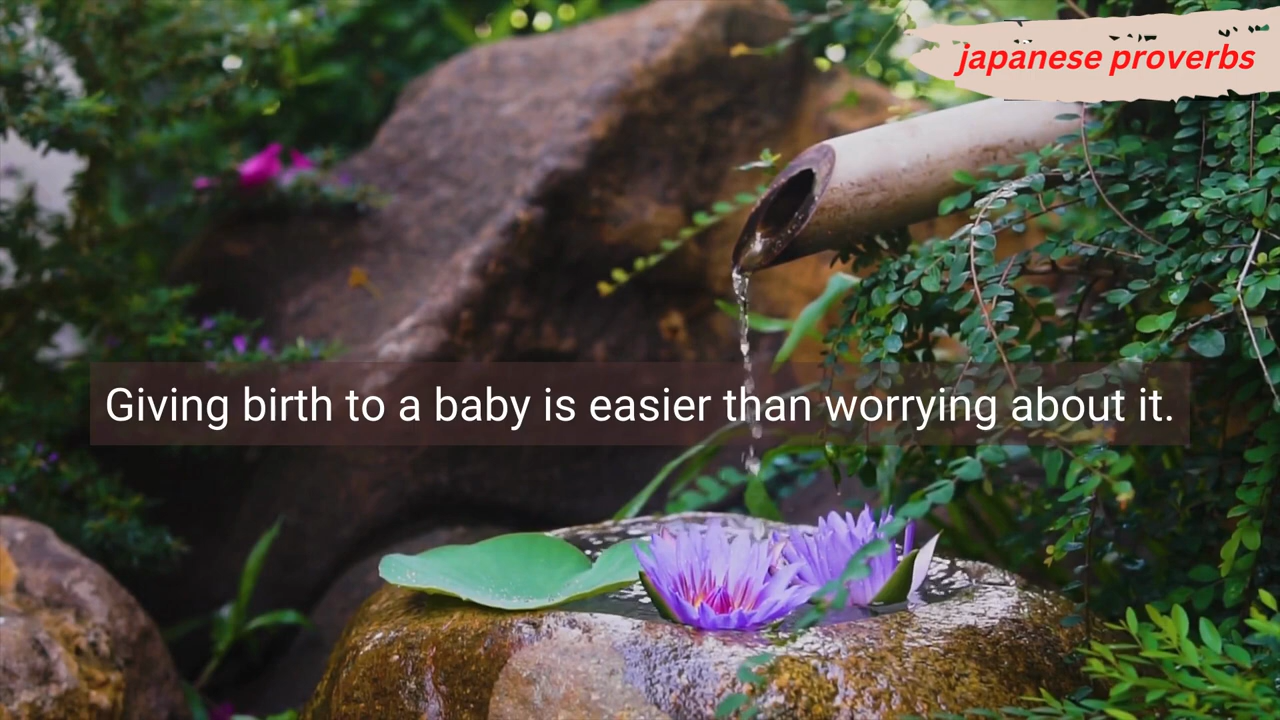 japanese proverbs
Giving birth to a baby is easier than worrying about it.